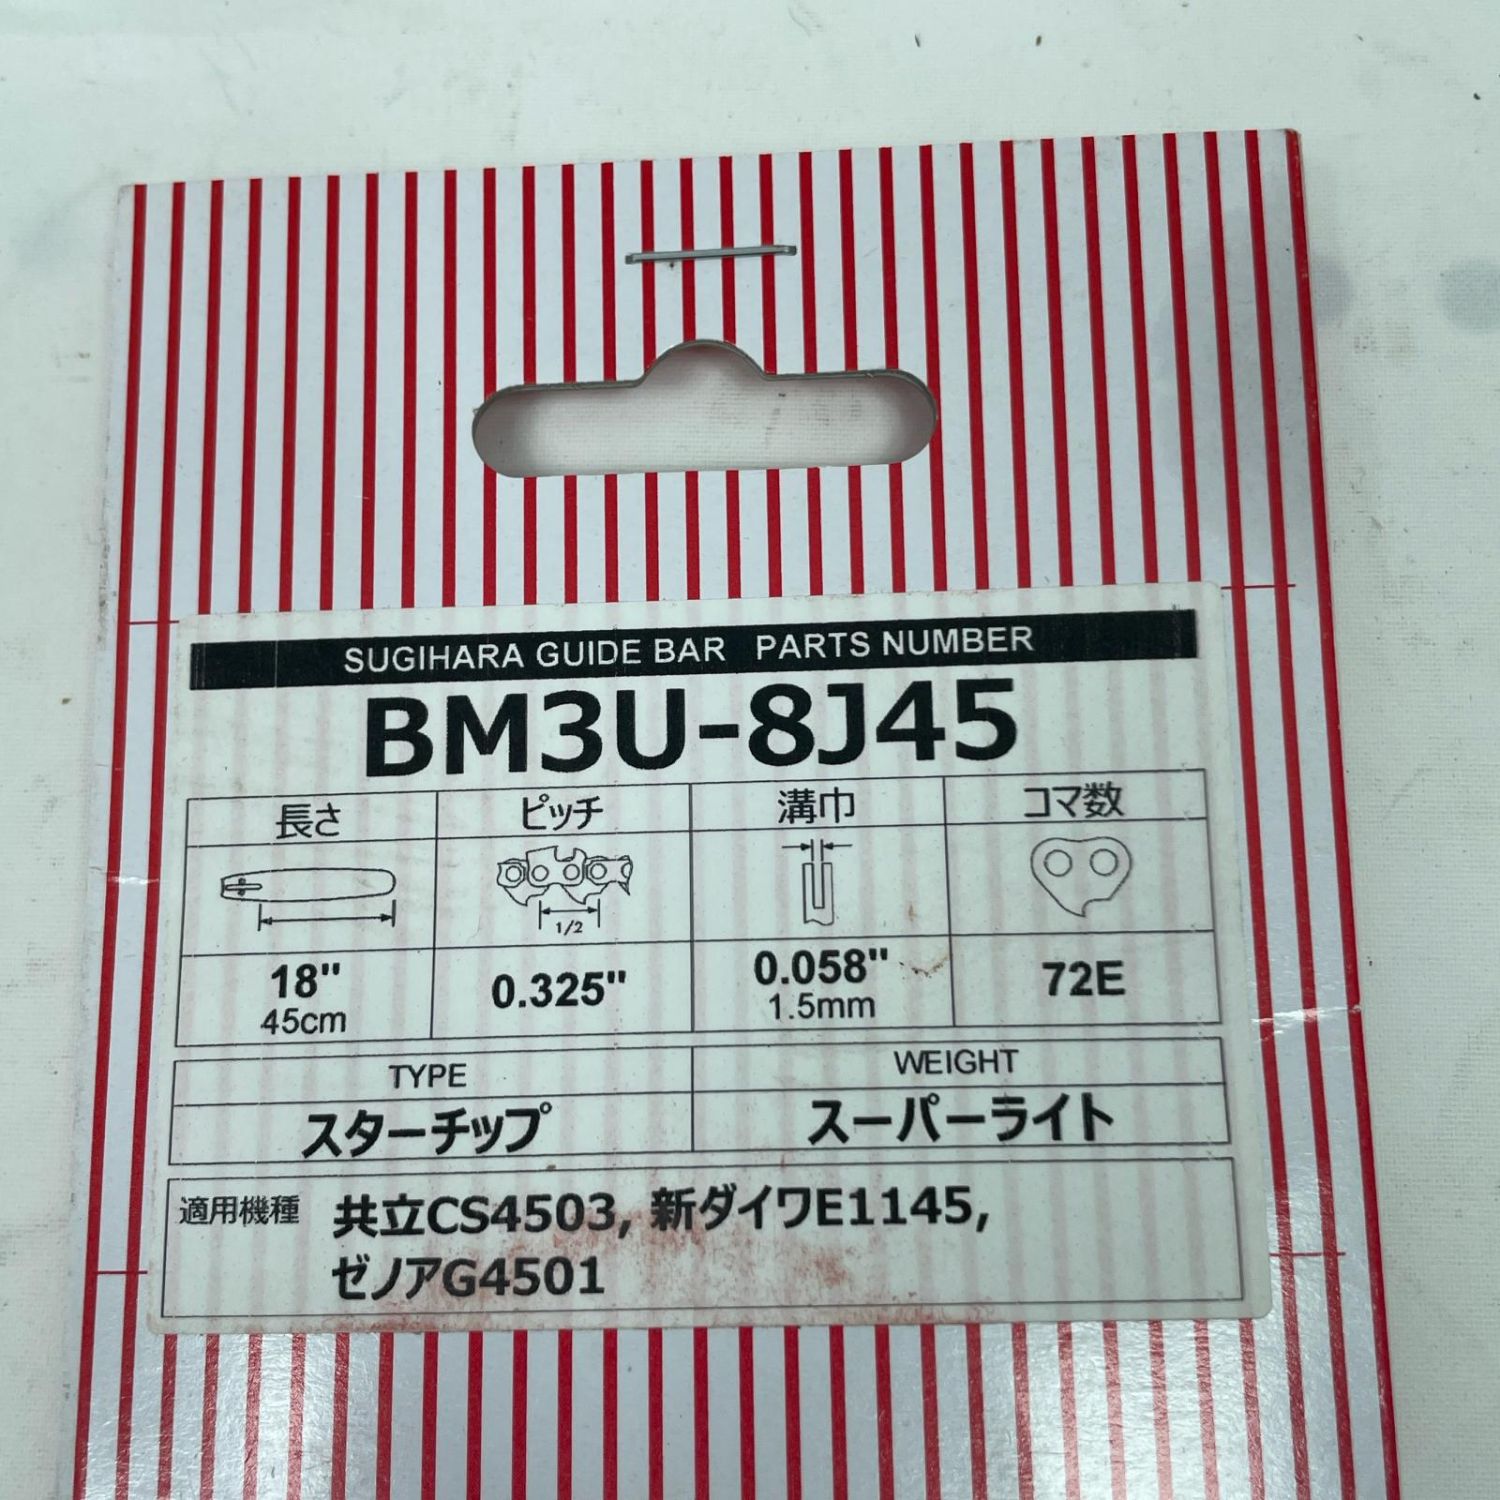 SUGIHARA GUIDE BAR PARTS NUMBER
BM3U-8J45
長さ ピッチ 溝巾 コマ数
1/2
18" 0.325" 0.058" 72E
45cm 1.5mm
TYPE WEIGHT
スターチップ スーパーライト
適用機種 共立CS4503, 新ダイワE1145,
ゼノアG4501